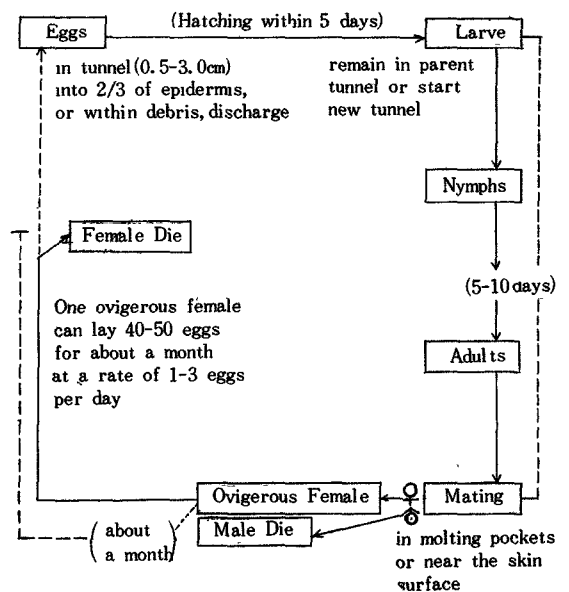 (Hatching within 5 days)
Eggs
Larve
in tunnel(0.5-3.0cm)
into 2/3 of epidermis,
or within debris, discharge
remain in parent
tunnel or start
new tunnel
Nymphs
Female Die
(5-10days)
One ovigerous female
can lay 40-50 eggs
for about a month
at a rate of 1-3 eggs
per day
Adults
Ovigerous Female
Mating
Male Die
(about
a month)
in molting pockets
or near the skin
surface